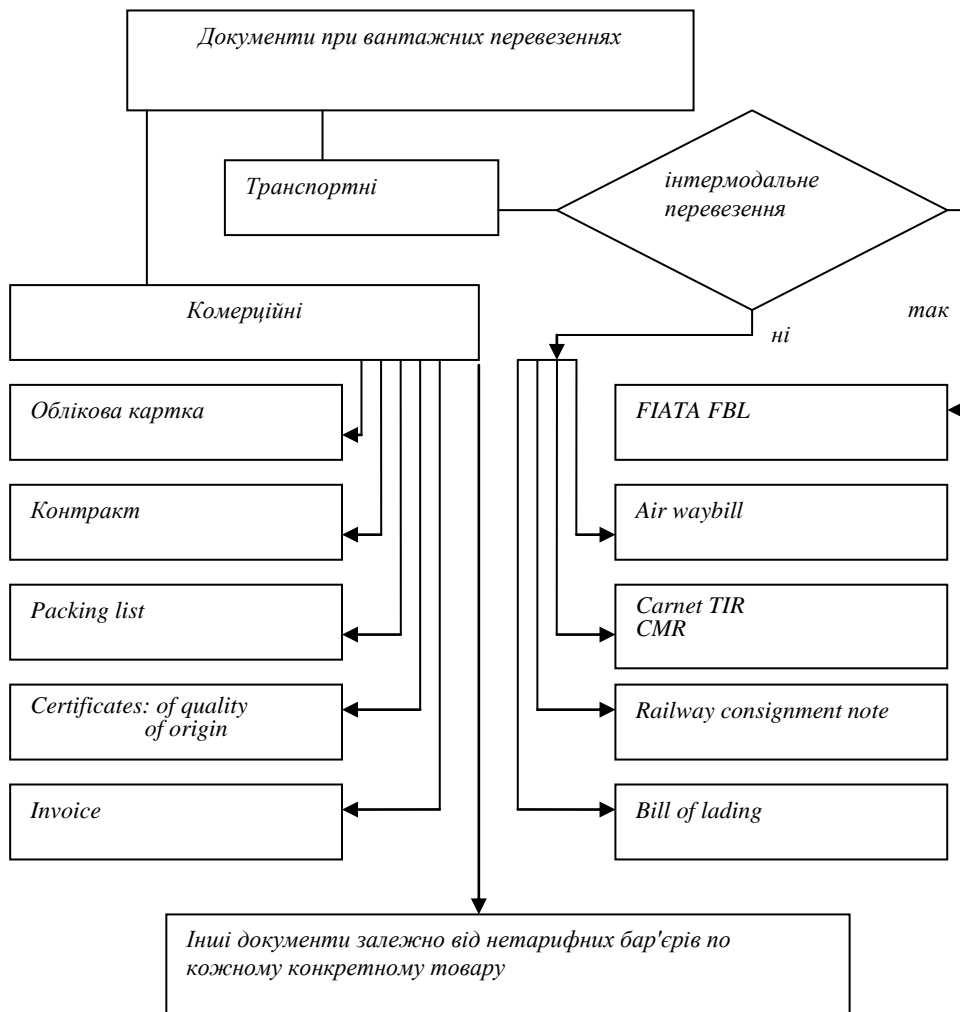 Документи при вантажних перевезеннях
Транспортні
інтермодальне
перевезення
Комерційні
так
ні
Облікова картка
FIATA FBL
Контракт
Air waybill
Packing list
Carnet TIR
CMR
Certificates: of quality
of origin
Railway consignment note
Invoice
Bill of lading
Інші документи залежно від нетарифних бар'єрів по
кожному конкретному товару